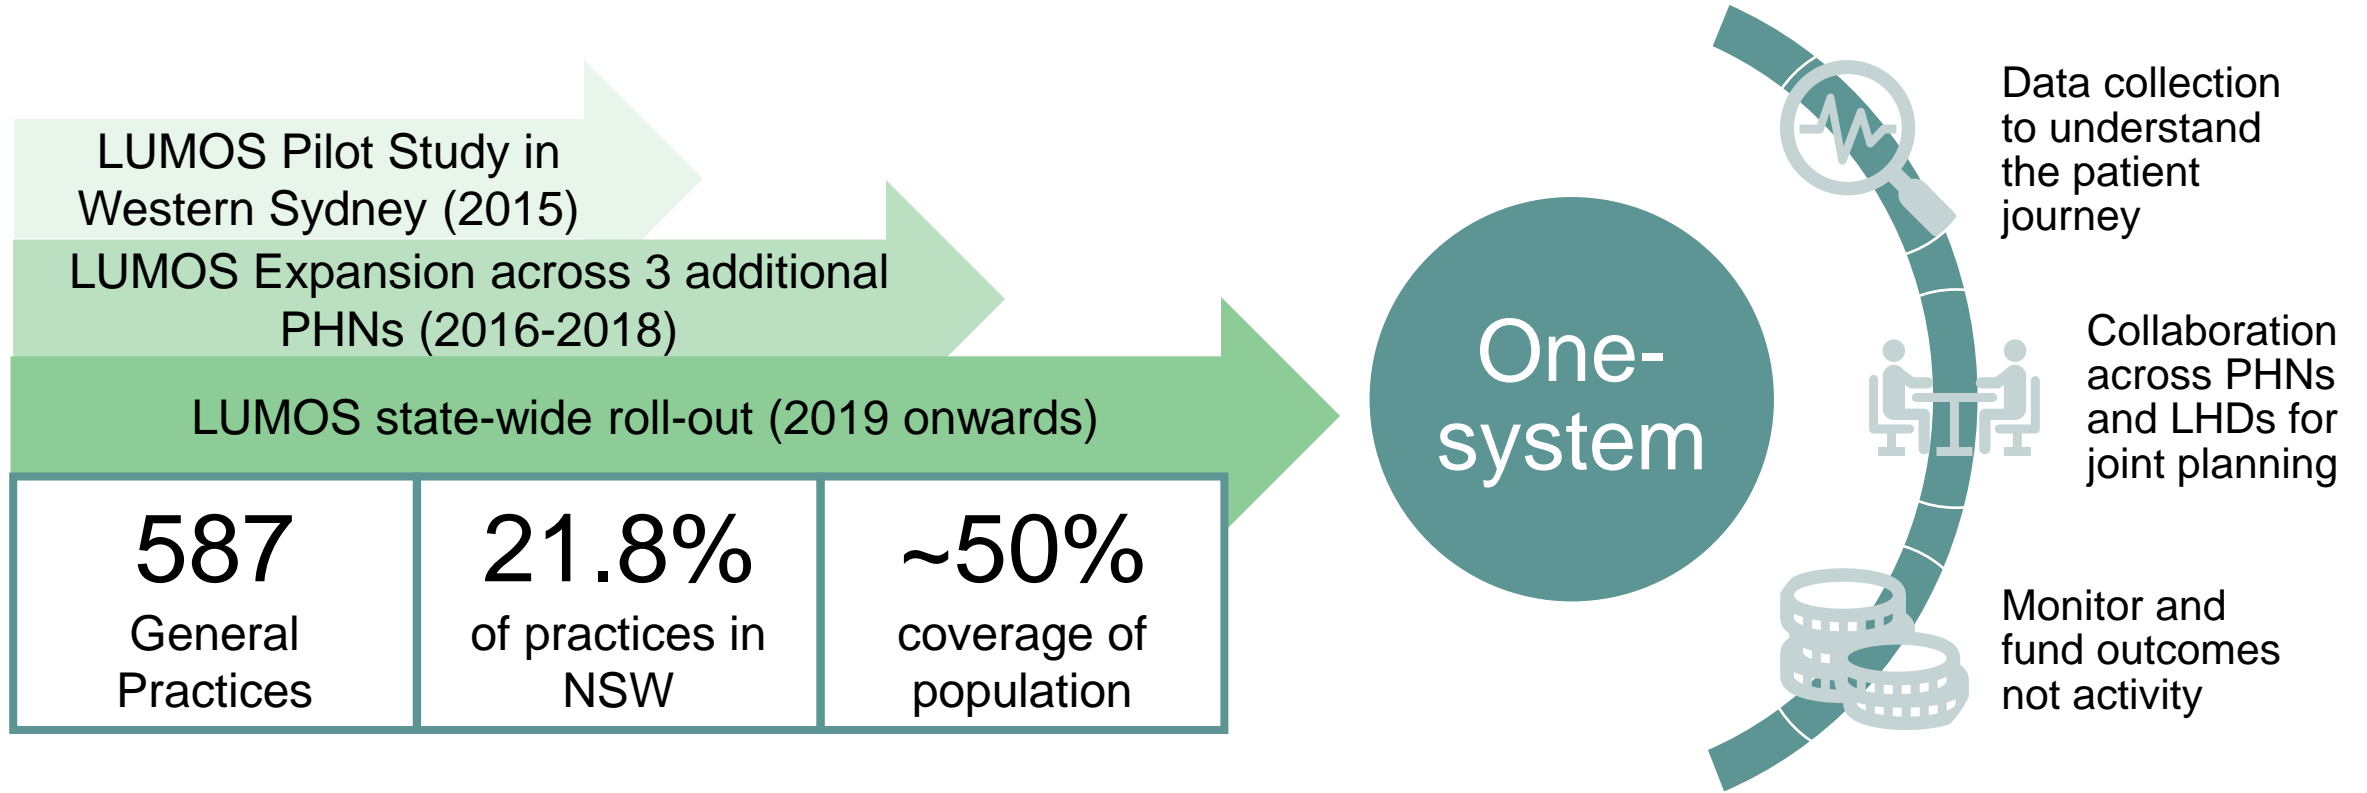 LUMOS Pilot Study in
Western Sydney (2015)
LUMOS Expansion across 3 additional
PHNs (2016-2018)
LUMOS state-wide roll-out (2019 onwards)
587
General
Practices
21.8%
of practices in
NSW
~50%
coverage of
population
One-
system
Data collection
to understand
the patient
journey
Collaboration
across PHNs
and LHDs for
joint planning
Monitor and
fund outcomes
not activity